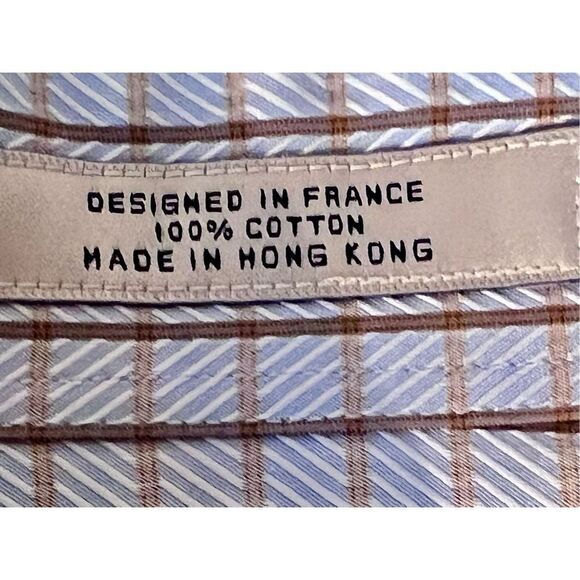 DESIGNED IN FRANCE
100% COTTON
MADE IN HONG KONG